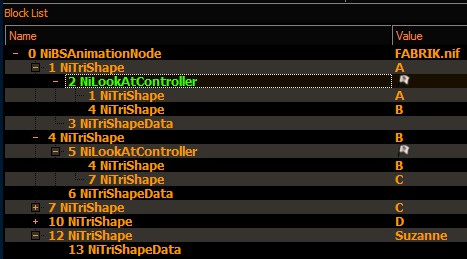 Block List
Name Value
0 NiBSAnimationNode FABRIK.nif
1 NiTriShape A
2 NiLookAtController
1 NiTriShape A
4 NiTriShape B
3 NiTriShapeData
4 NiTriShape B
5 NiLookAtController
4 NiTriShape B
7 NiTriShape C
6 NiTriShapeData
7 NiTriShape C
10 NiTriShape D
12 NiTriShape Suzanne
13 NiTriShapeData